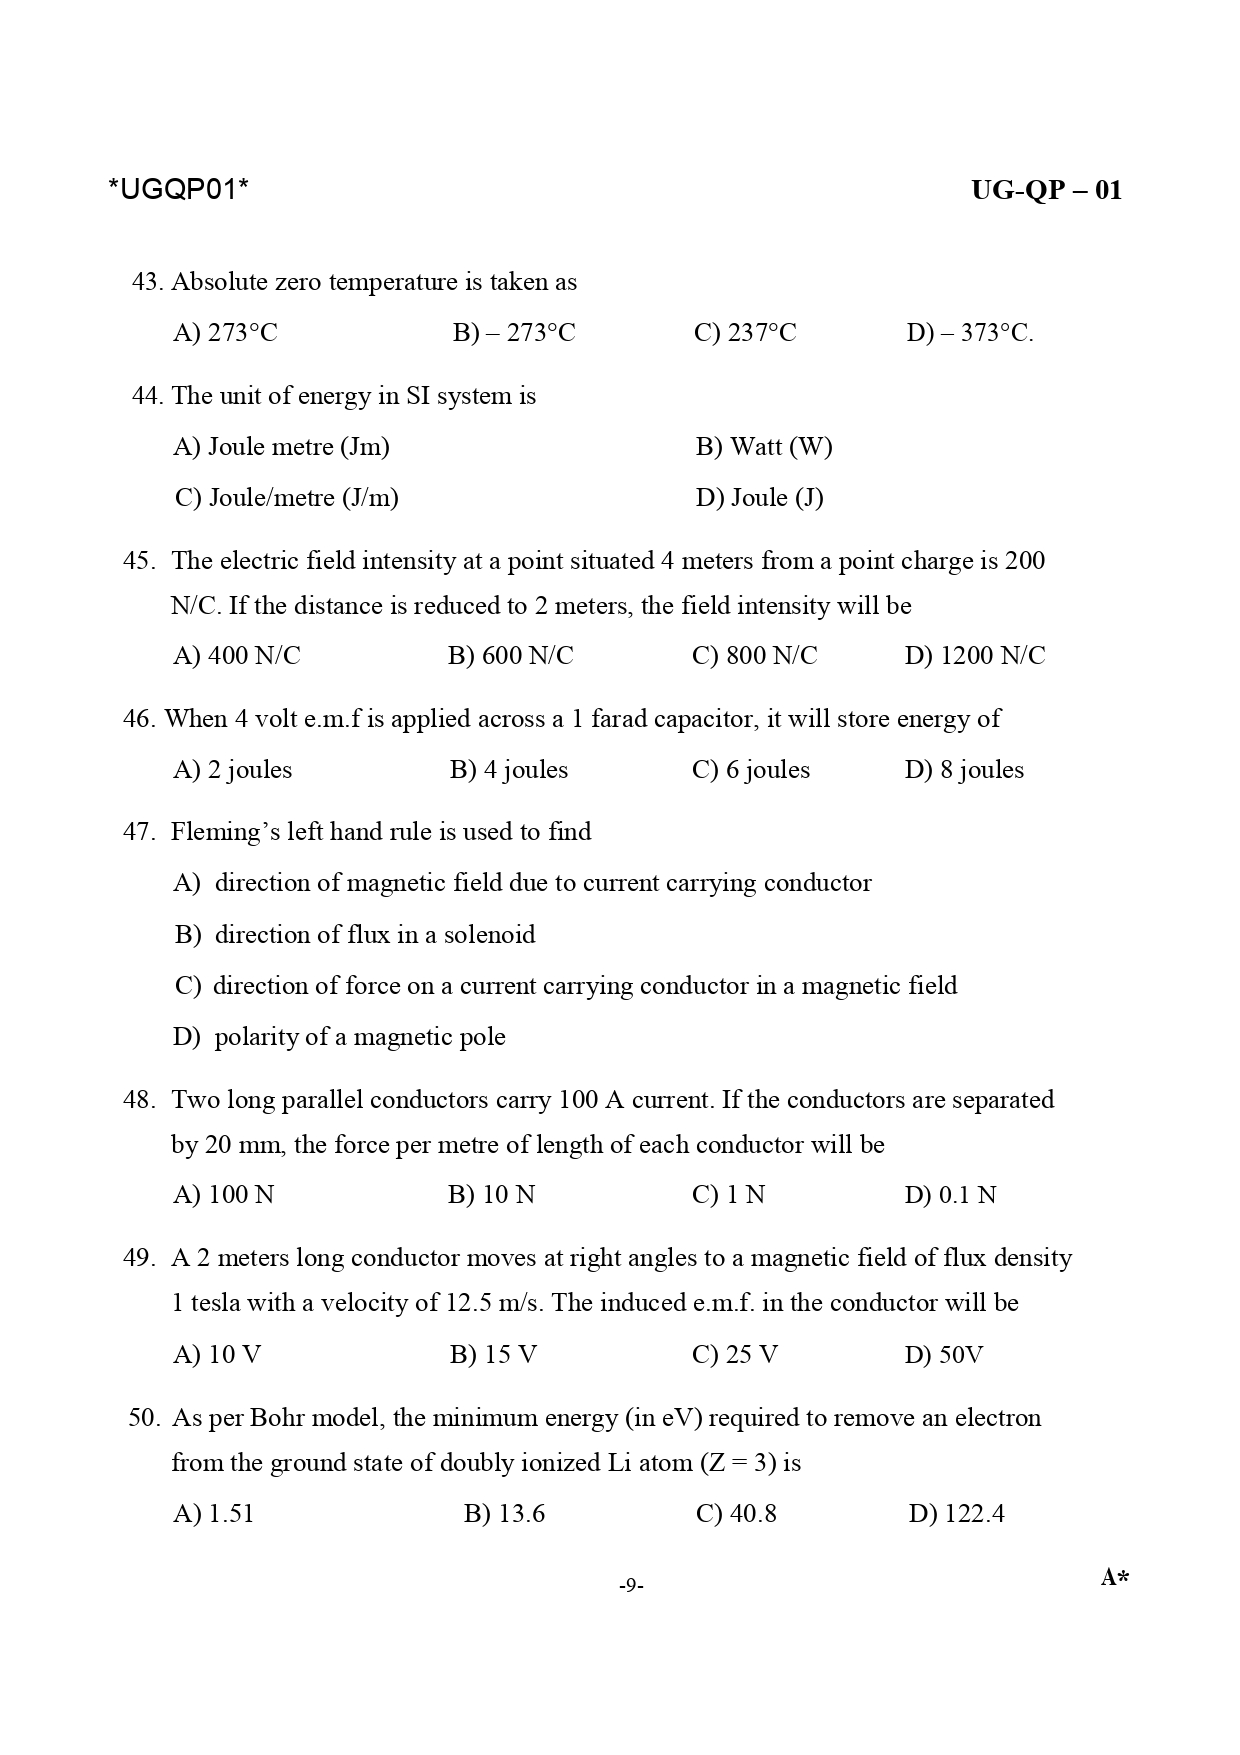 *UGQP01* UG-QP – 01
43. Absolute zero temperature is taken as
A) 273°C B) – 273°C C) 237°C D) – 373°C.
44. The unit of energy in SI system is
A) Joule metre (Jm) B) Watt (W)
C) Joule/metre (J/m) D) Joule (J)
45. The electric field intensity at a point situated 4 meters from a point charge is 200
N/C. If the distance is reduced to 2 meters, the field intensity will be
A) 400 N/C B) 600 N/C C) 800 N/C D) 1200 N/C
46. When 4 volt e.m.f is applied across a 1 farad capacitor, it will store energy of
A) 2 joules B) 4 joules C) 6 joules D) 8 joules
47. Fleming’s left hand rule is used to find
A) direction of magnetic field due to current carrying conductor
B) direction of flux in a solenoid
C) direction of force on a current carrying conductor in a magnetic field
D) polarity of a magnetic pole
48. Two long parallel conductors carry 100 A current. If the conductors are separated
by 20 mm, the force per metre of length of each conductor will be
A) 100 N B) 10 N C) 1 N D) 0.1 N
49. A 2 meters long conductor moves at right angles to a magnetic field of flux density
1 tesla with a velocity of 12.5 m/s. The induced e.m.f. in the conductor will be
A) 10 V B) 15 V C) 25 V D) 50V
50. As per Bohr model, the minimum energy (in eV) required to remove an electron
from the ground state of doubly ionized Li atom (Z = 3) is
A) 1.51 B) 13.6 C) 40.8 D) 122.4
-9- A*